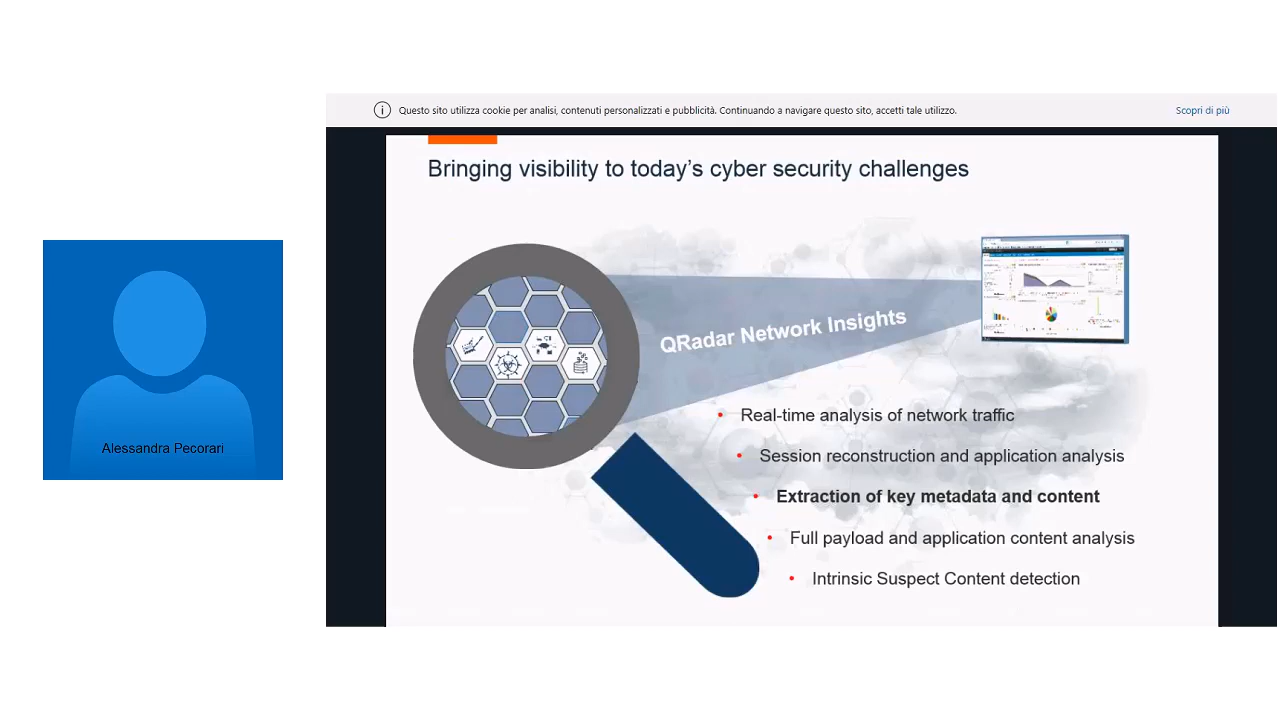 Questo sito utilizza cookie per analisi, contenuti personalizzati e pubblicità. Continuando a navigare questo sito, accetti tale utilizzo.
Scopri di più
Bringing visibility to today's cyber security challenges
QRadar Network Insights
Alessandra Pecorari
• Real-time analysis of network traffic
• Session reconstruction and application analysis
• Extraction of key metadata and content
• Full payload and application content analysis
• Intrinsic Suspect Content detection